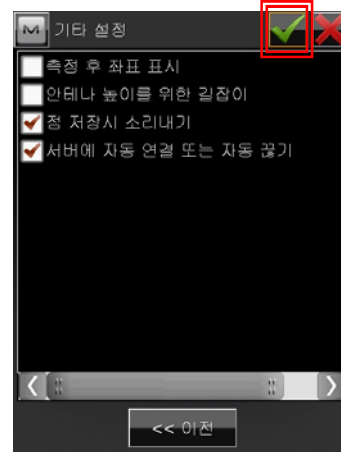 기타 설정
측정 후 좌표 표시
안테나 높이를 위한 길잡이
점 저장시 소리내기
서버에 자동 연결 또는 자동 끊기
<< 이전